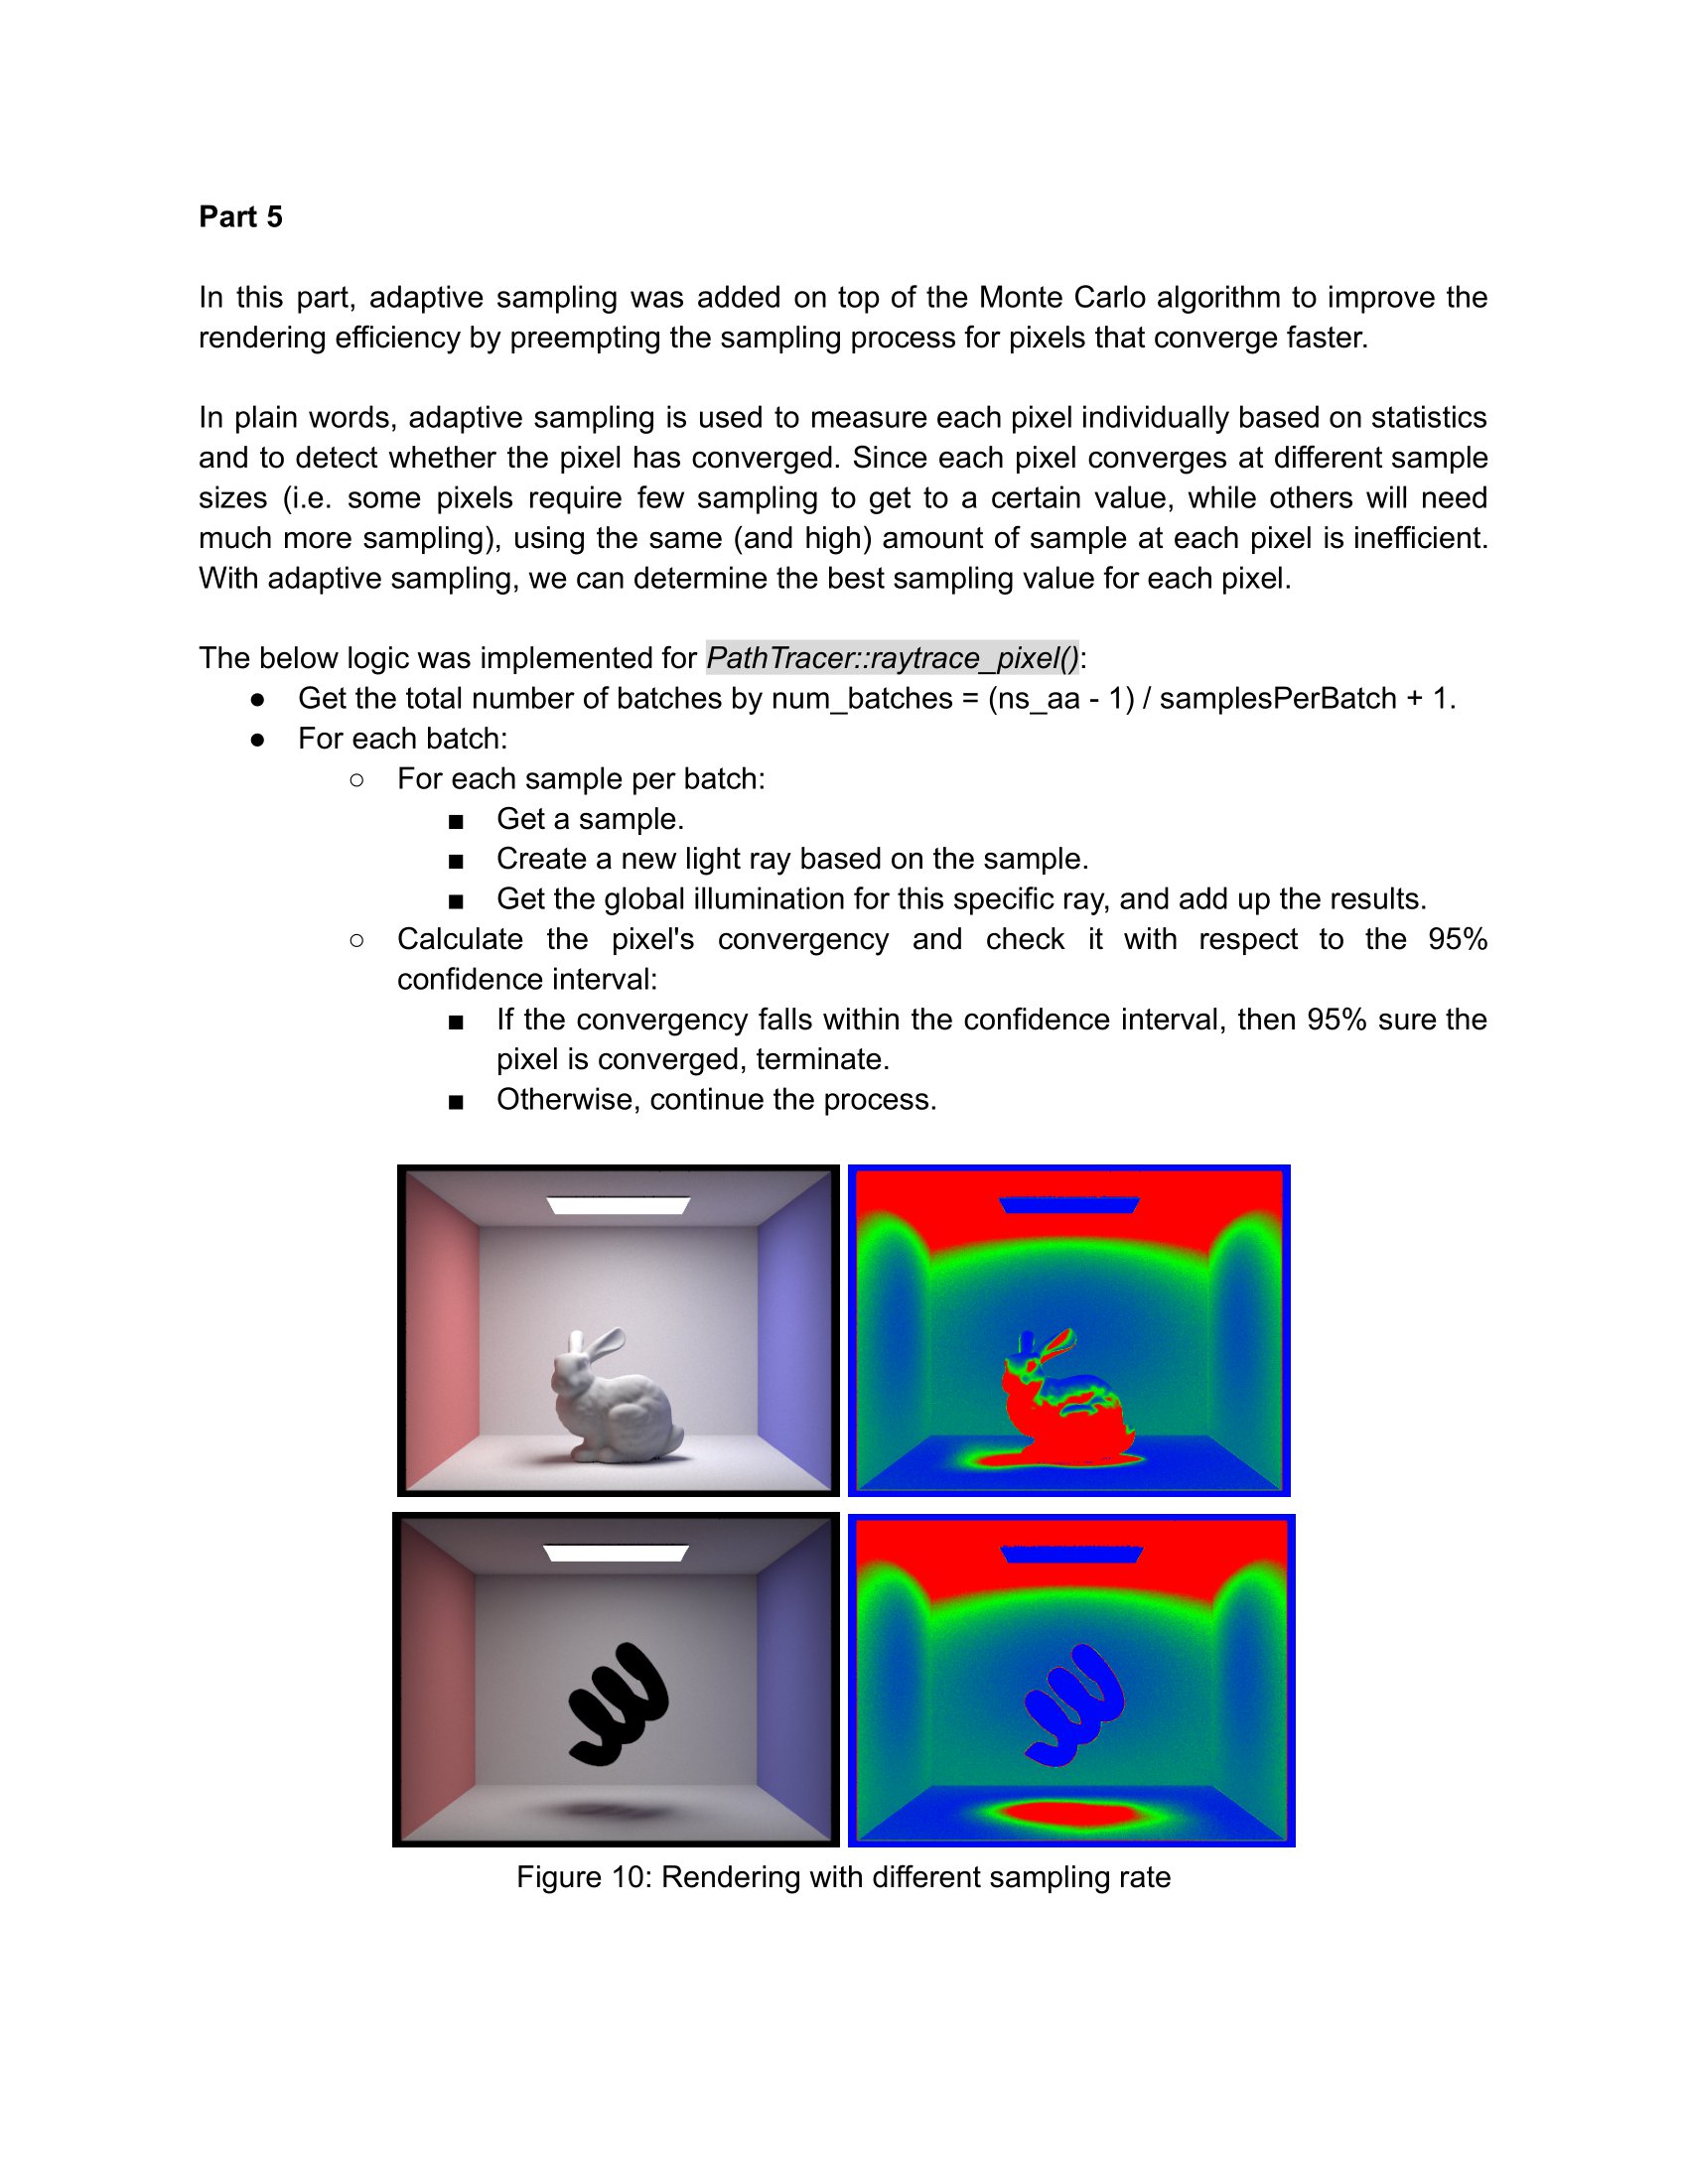 Part 5
In this part, adaptive sampling was added on top of the Monte Carlo algorithm to improve the
rendering efficiency by preempting the sampling process for pixels that converge faster.
In plain words, adaptive sampling is used to measure each pixel individually based on statistics
and to detect whether the pixel has converged. Since each pixel converges at different sample
sizes (i.e. some pixels require few sampling to get to a certain value, while others will need
much more sampling), using the same (and high) amount of sample at each pixel is inefficient.
With adaptive sampling, we can determine the best sampling value for each pixel.
The below logic was implemented for PathTracer::raytrace_pixel():
● Get the total number of batches by num_batches = (ns_aa - 1) / samplesPerBatch + 1.
● For each batch:
○ For each sample per batch:
■ Get a sample.
■ Create a new light ray based on the sample.
■ Get the global illumination for this specific ray, and add up the results.
○ Calculate the pixel's convergency and check it with respect to the 95%
confidence interval:
■ If the convergency falls within the confidence interval, then 95% sure the
pixel is converged, terminate.
■ Otherwise, continue the process.
Figure 10: Rendering with different sampling rate